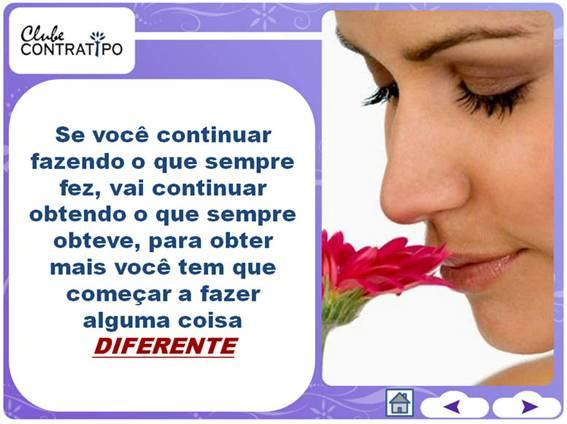 Clube
CONTRATIPO
Se você continuar
fazendo o que sempre
fez, vai continuar
obtendo o que sempre
obteve, para obter
mais você tem que
começar a fazer
alguma coisa
DIFERENTE